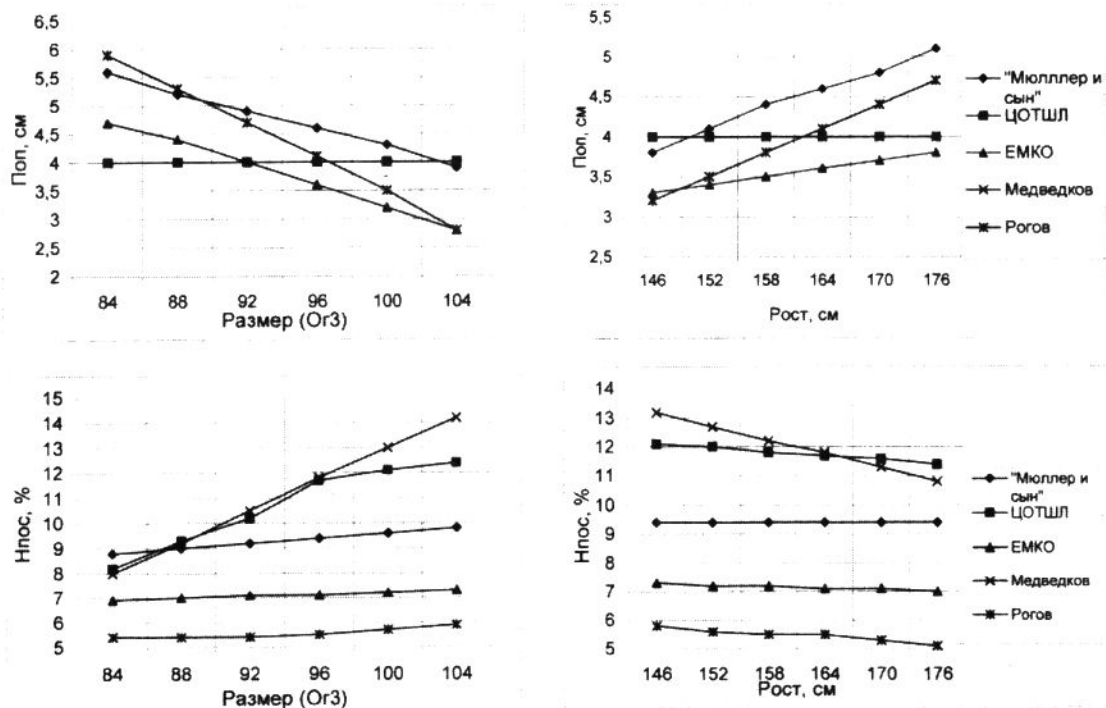 6,5
6
5,5
5
4,5
4
3,5
3
2,5
2
Поп, см
84 88 92 96 100 104
Размер (Ог3)
5,5
5
4,5
4
3,5
3
2,5
Поп, см
146 152 158 164 170 176
Рост, см
"Мюлллер и
сын"
ЦОТШЛ
ЕМКО
Медведков
Рогов
15
14
13
12
11
10
9
8
7
6
5
Нпос, %
84 88 92 96 100 104
Размер (Ог3)
14
13
12
11
10
9
8
7
6
5
Нпос, %
146 152 158 164 170 176
Рост, см
"Мюллер и
сын"
ЦОТШЛ
ЕМКО
Медведков
Рогов